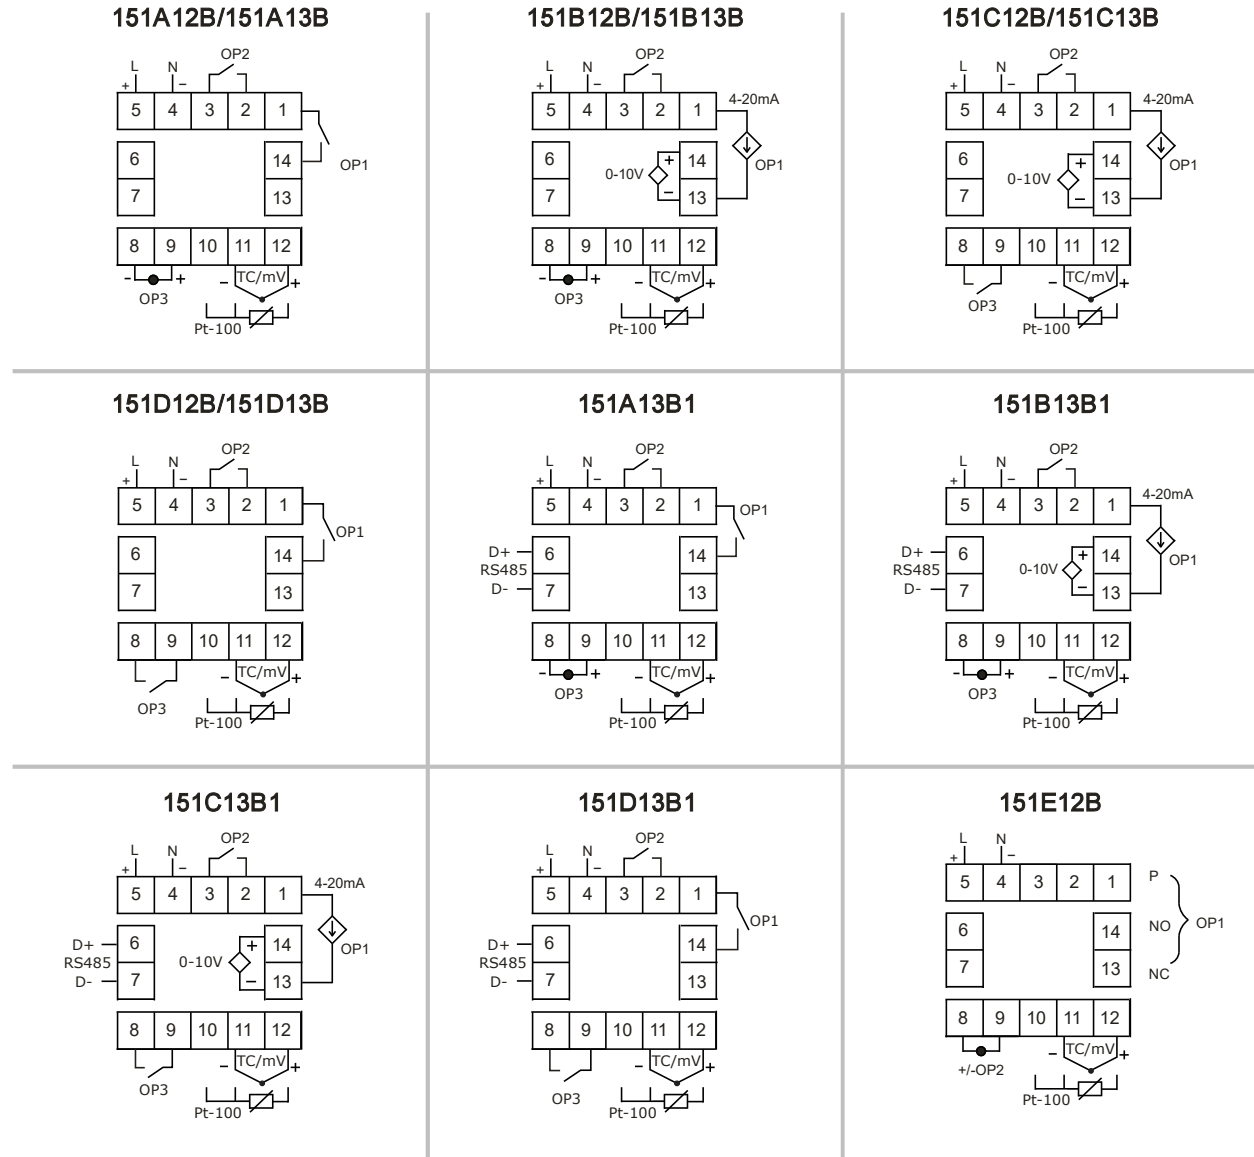 151A12B/151A13B
OP2
L N
+ –
5 4 3 2 1
6 14 OP1
7 13
8 9 10 11 12
- + – TC/mV +
OP3
Pt-100
151B12B/151B13B
OP2
L N
+ –
4-20mA
5 4 3 2 1
6 + 14 OP1
0-10V
7 – 13
8 9 10 11 12
- + – TC/mV +
OP3
Pt-100
151C12B/151C13B
OP2
L N
+ –
4-20mA
5 4 3 2 1
6 + 14 OP1
0-10V
7 – 13
8 9 10 11 12
– TC/mV +
OP3
Pt-100
151D12B/151D13B
OP2
L N
+ –
5 4 3 2 1
OP1
6 14
7 13
8 9 10 11 12
– TC/mV +
OP3
Pt-100
151A13B1
OP2
L N
+ –
5 4 3 2 1
OP1
D+ 6 14
RS485
D- 7 13
8 9 10 11 12
- + – TC/mV +
OP3
Pt-100
151B13B1
OP2
L N
+ –
4-20mA
5 4 3 2 1
D+ 6 + 14 OP1
RS485 0-10V
D- 7 – 13
8 9 10 11 12
- + – TC/mV +
OP3
Pt-100
151C13B1
OP2
L N
+ –
4-20mA
5 4 3 2 1
D+ 6 + 14 OP1
RS485 0-10V
D- 7 – 13
8 9 10 11 12
– TC/mV +
OP3
Pt-100
151D13B1
OP2
L N
+ –
5 4 3 2 1
OP1
D+ 6 14
RS485
D- 7 13
8 9 10 11 12
– TC/mV +
OP3
Pt-100
151E12B
L N
+ –
5 4 3 2 1 P
6 14 NO OP1
7 13 NC
8 9 10 11 12
– TC/mV +
+/-OP2
Pt-100